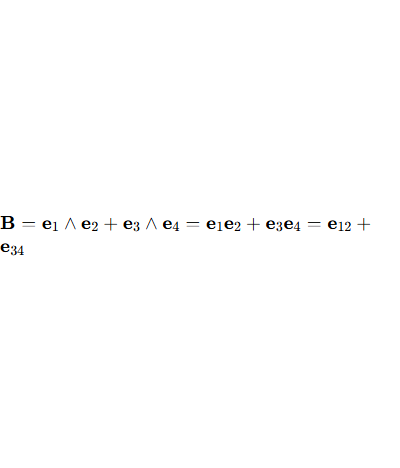 𝐁 = 𝐞₁ ∧ 𝐞₂ + 𝐞₃ ∧ 𝐞₄ = 𝐞₁𝐞₂ + 𝐞₃𝐞₄ = 𝐞₁₂ +
𝐞₃₄